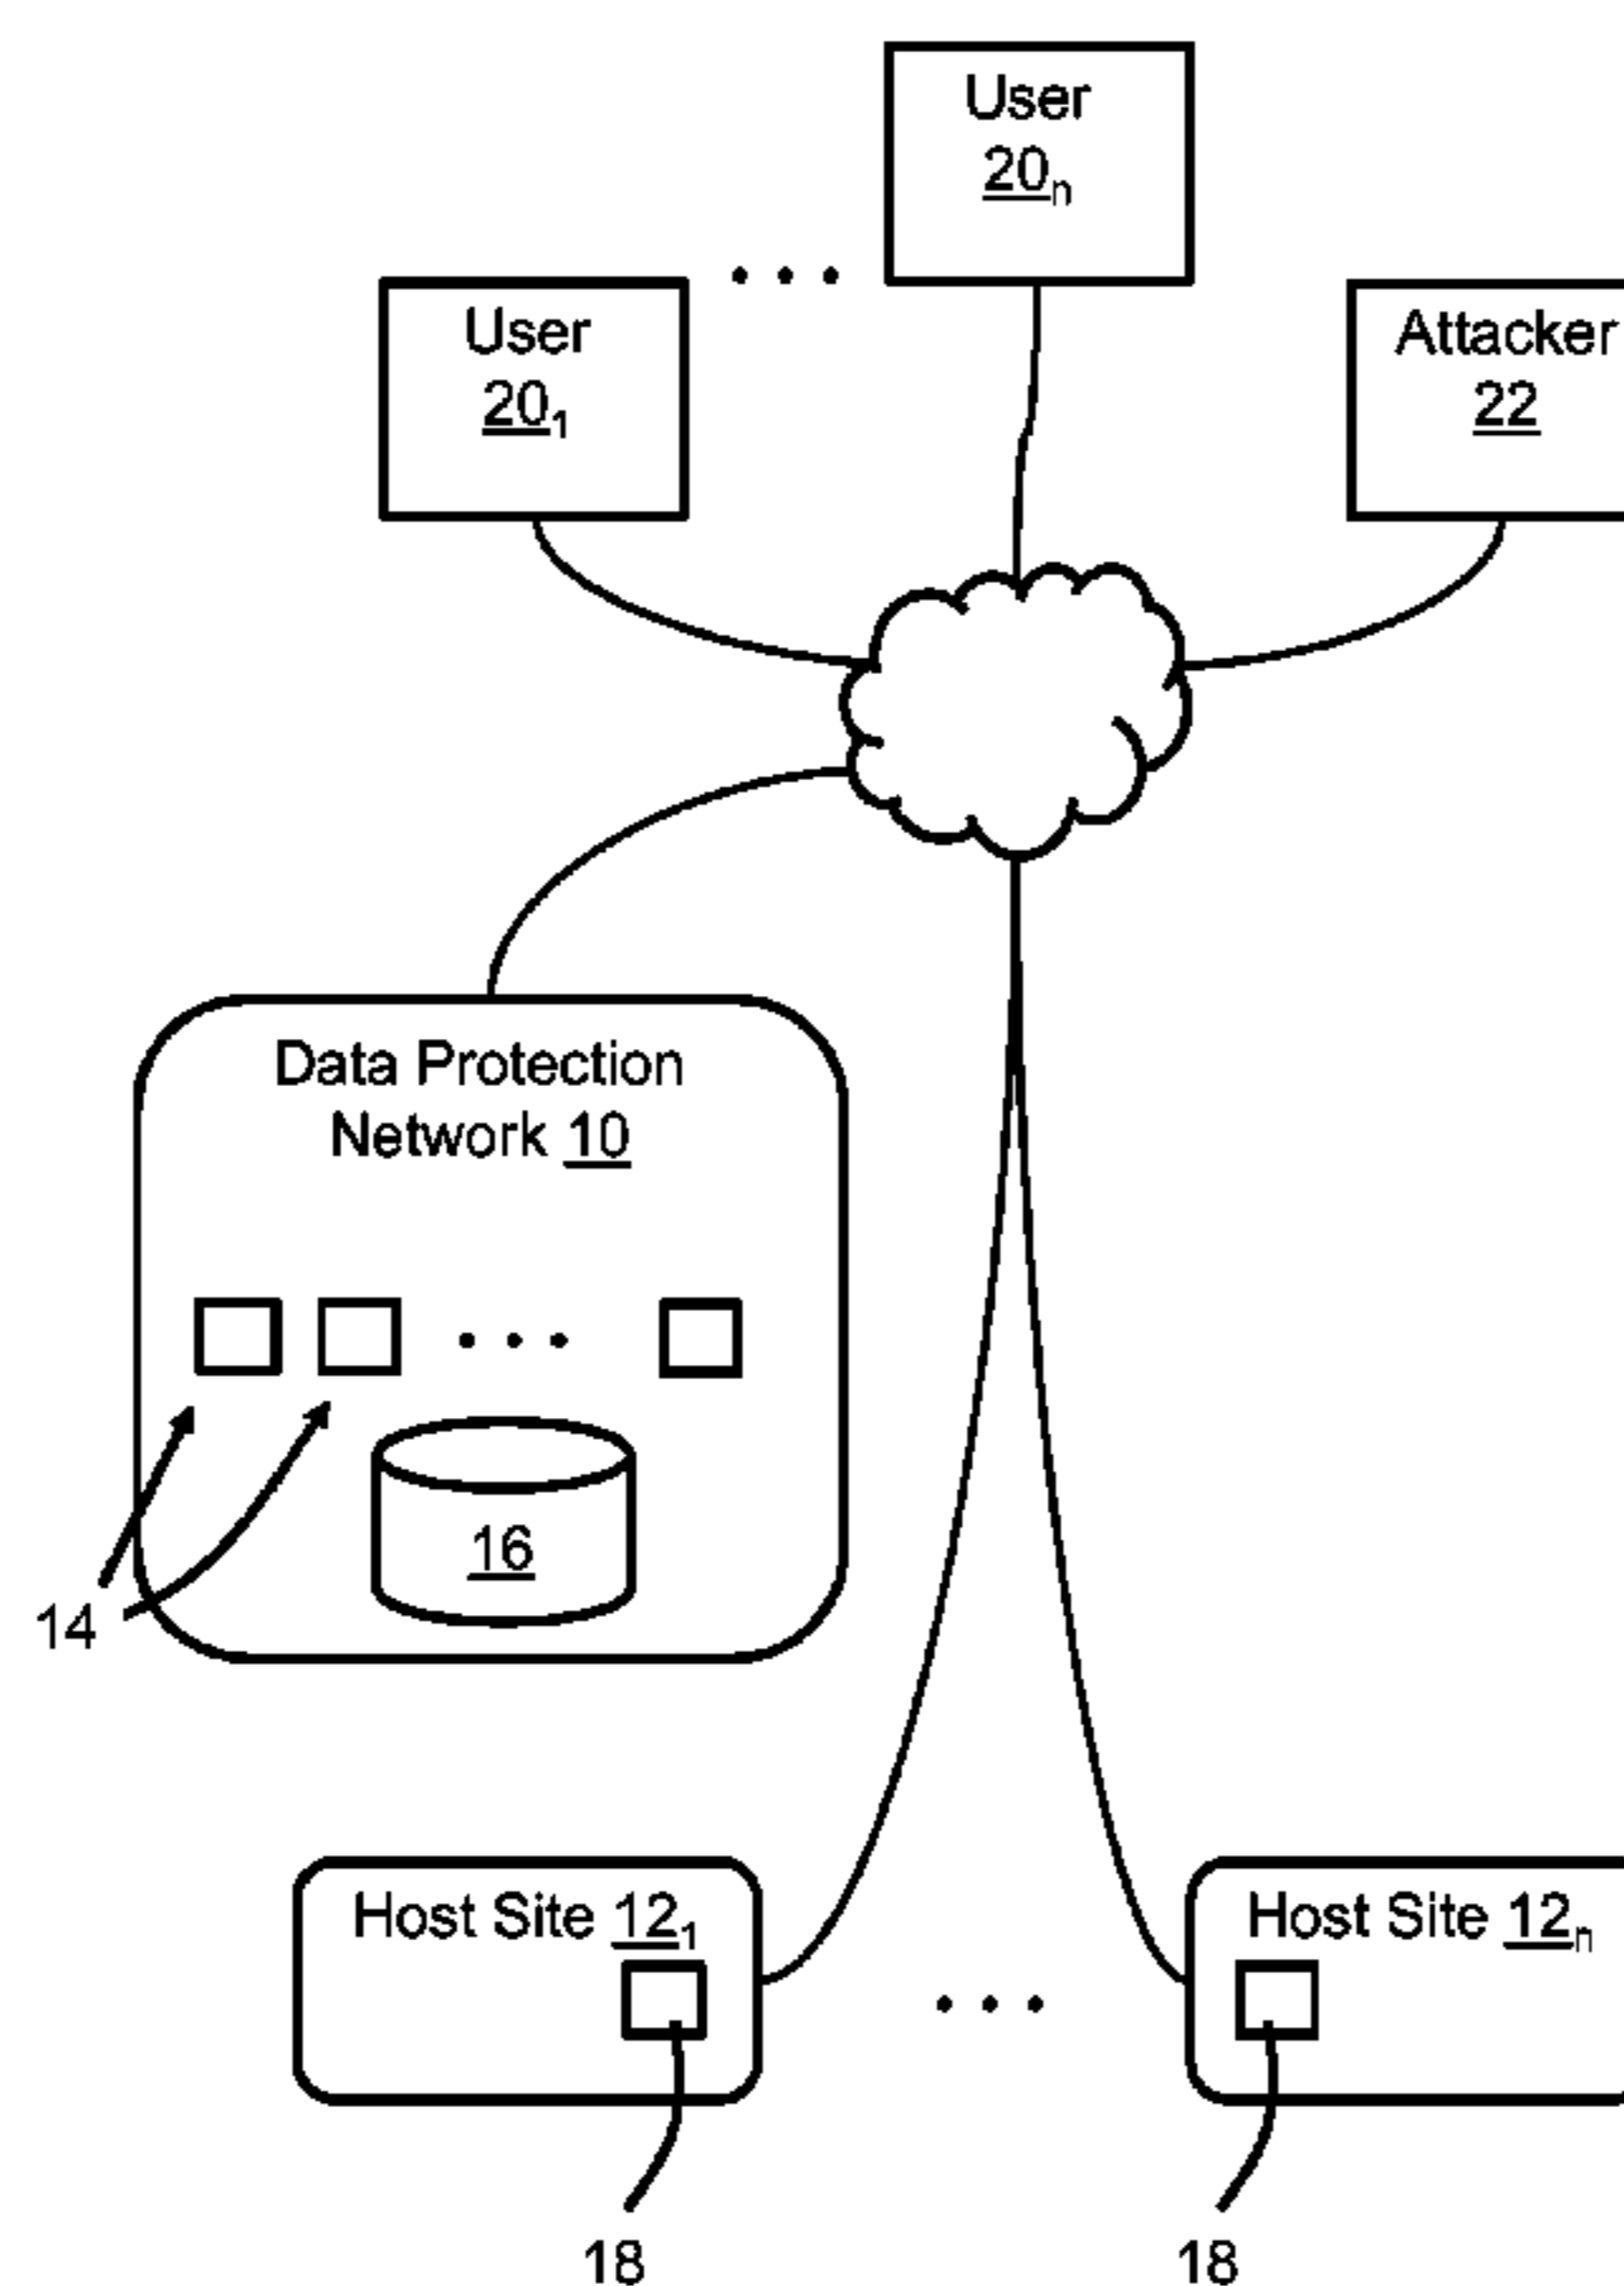 User
20n
User
201
Attacker
22
Data Protection
Network 10
16
14
Host Site 121
Host Site 12n
18
18